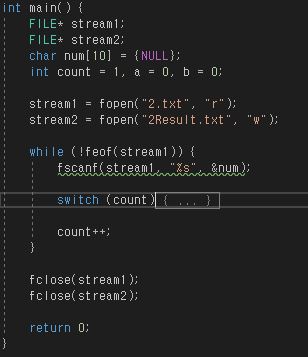 int main() {
FILE* stream1;
FILE* stream2;
char num[10] = {NULL};
int count = 1, a = 0, b = 0;
stream1 = fopen("2.txt", "r");
stream2 = fopen("2Result.txt", "w");
while (!feof(stream1)) {
fscanf(stream1, "%s", &num);
switch (count) { ... }
count++;
}
fclose(stream1);
fclose(stream2);
return 0;
}